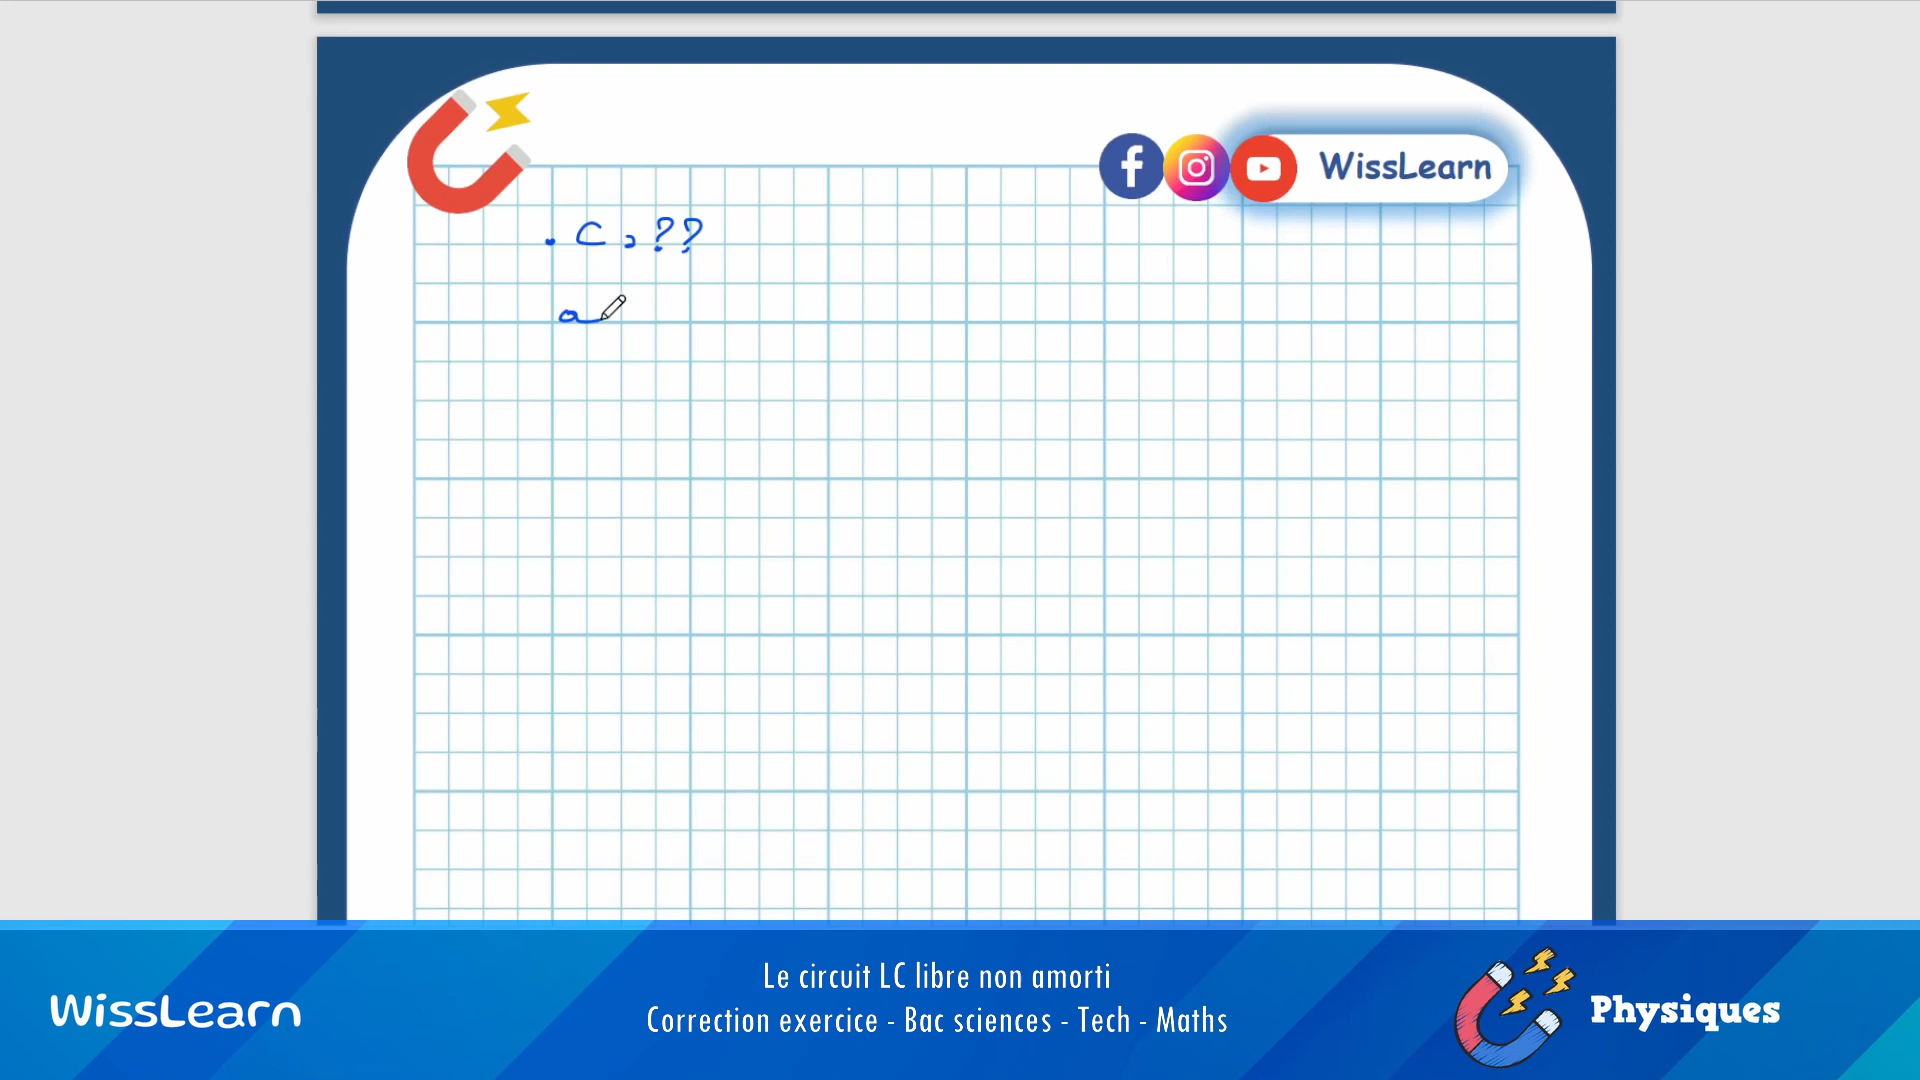 WissLearn
. C = ??
a
WissLearn
Le circuit LC libre non amorti
Correction exercice - Bac sciences - Tech - Maths
Physiques